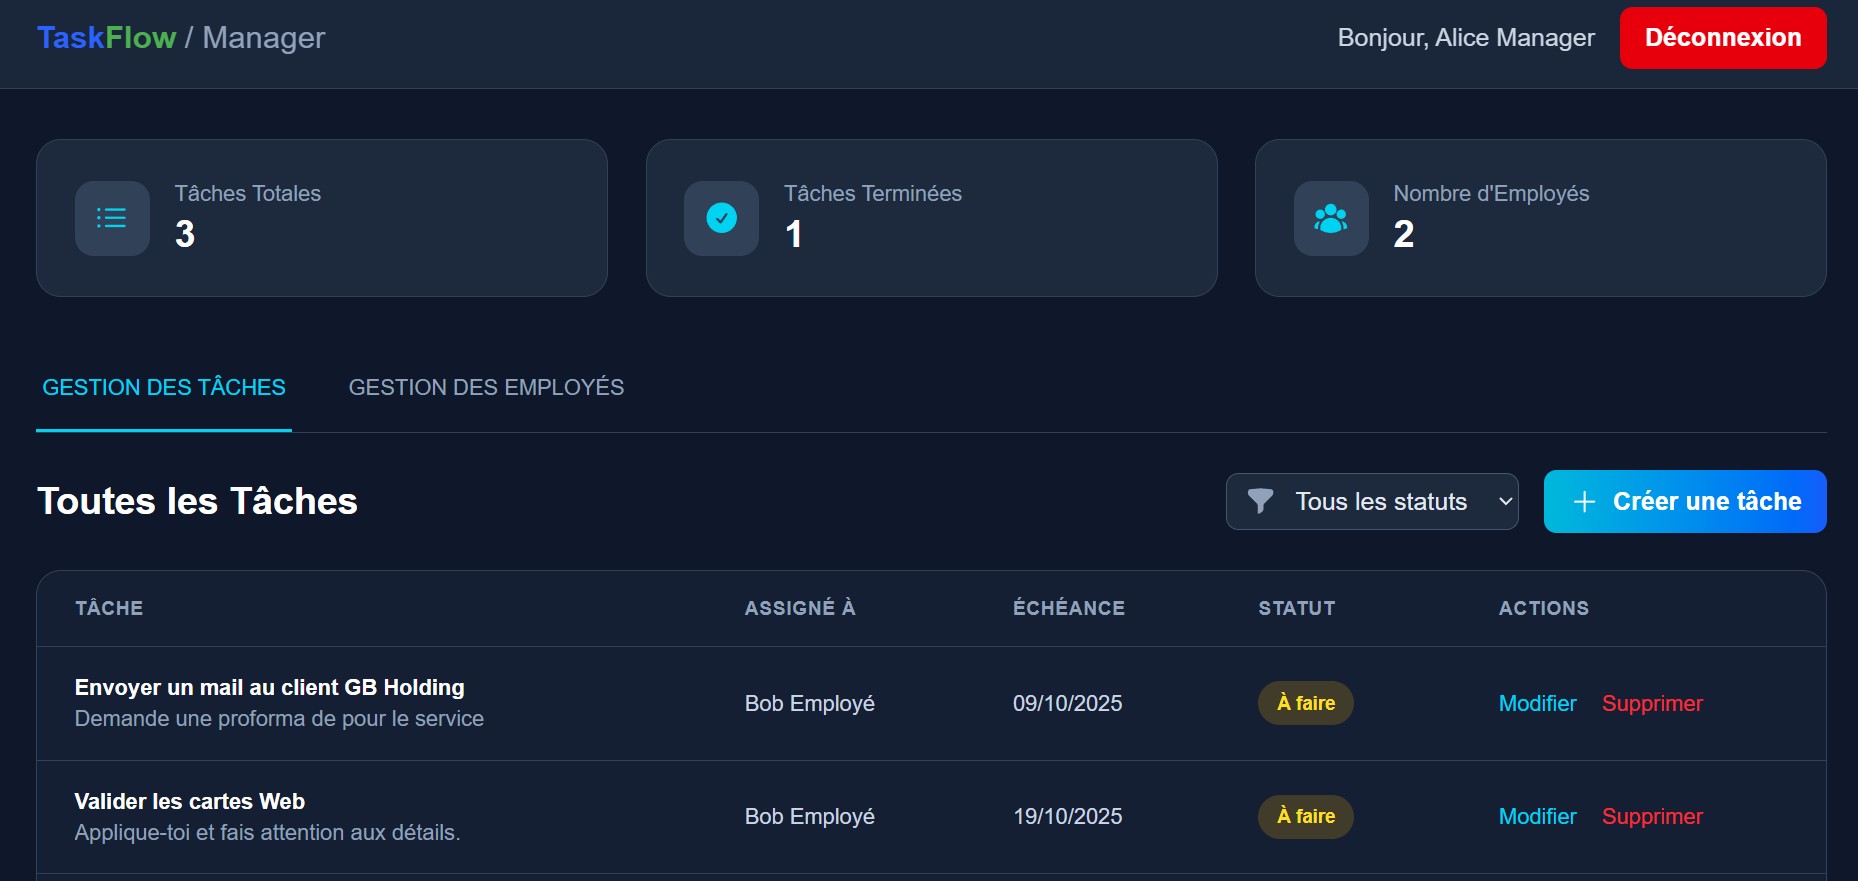 TaskFlow / Manager
Bonjour, Alice Manager
Déconnexion
Tâches Totales
3
Tâches Terminées
1
Nombre d'Employés
2
GESTION DES TÂCHES
GESTION DES EMPLOYÉS
Toutes les Tâches
Tous les statuts
Créer une tâche
TÂCHE
ASSIGNÉ À
ÉCHÉANCE
STATUT
ACTIONS
Envoyer un mail au client GB Holding
Demande une proforma de pour le service
Bob Employé
09/10/2025
À faire
Modifier
Supprimer
Valider les cartes Web
Applique-toi et fais attention aux détails.
Bob Employé
19/10/2025
À faire
Modifier
Supprimer